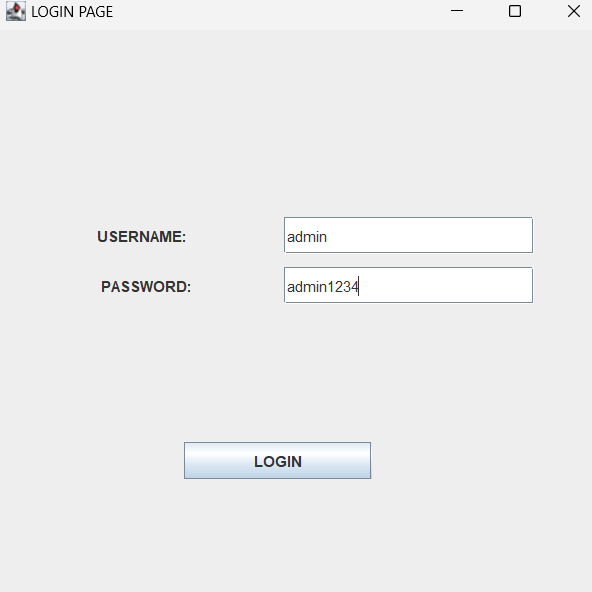 LOGIN PAGE
USERNAME: admin
PASSWORD: admin1234
LOGIN